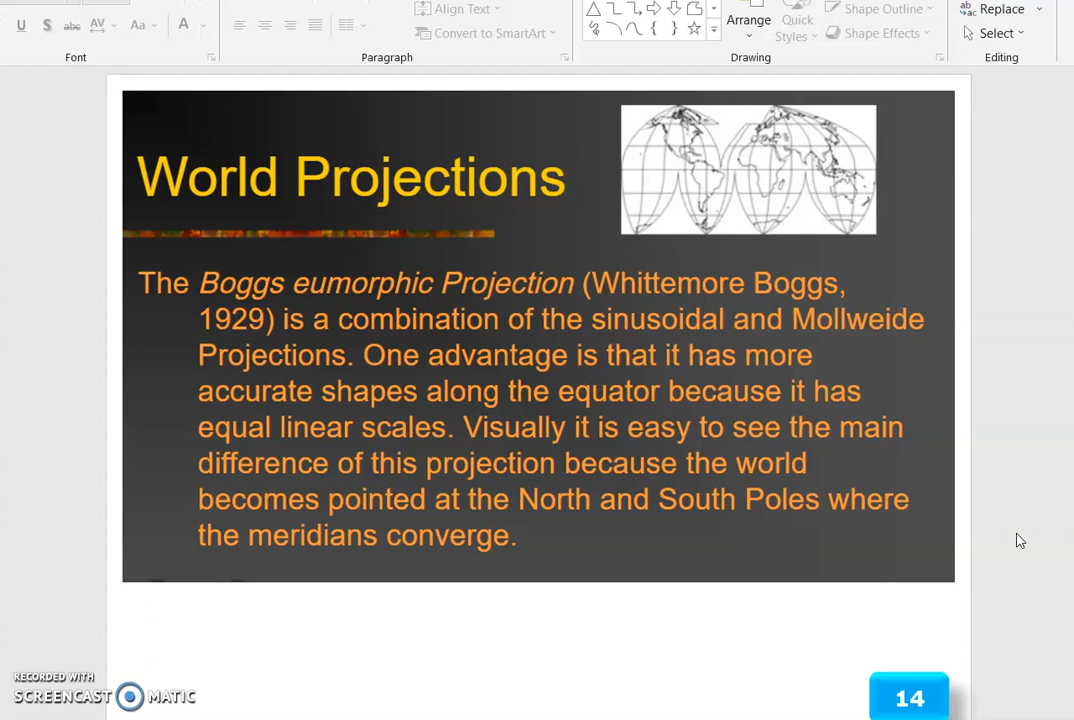 U S abc AV Aa A
Align Text
Convert to SmartArt
Arrange
Quick
Styles
Shape Outline
Shape Effects
Replace
Select
Font
Paragraph
Drawing
Editing
World Projections
The Boggs eumorphic Projection (Whittemore Boggs,
1929) is a combination of the sinusoidal and Mollweide
Projections. One advantage is that it has more
accurate shapes along the equator because it has
equal linear scales. Visually it is easy to see the main
difference of this projection because the world
becomes pointed at the North and South Poles where
the meridians converge.
RECORDED WITH
SCREENCAST MATIC
14